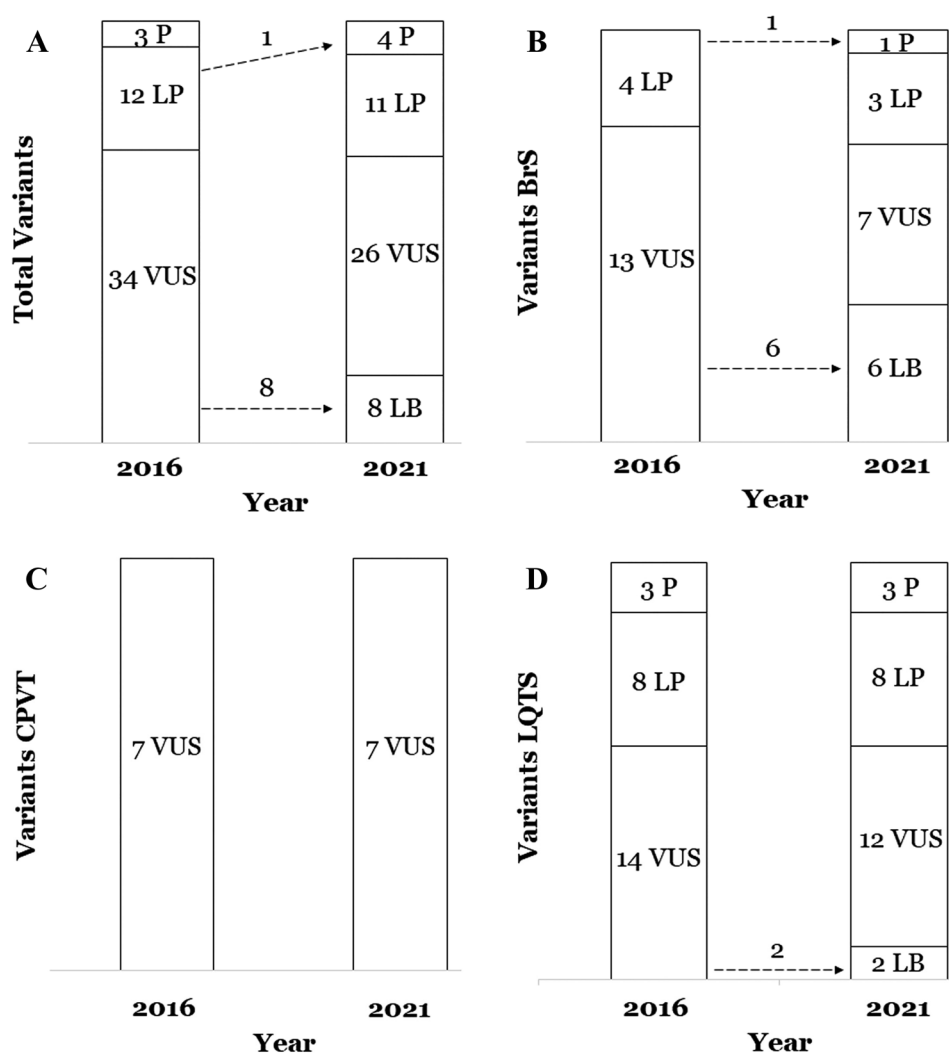 A
Total Variants
3 P
12 LP
34 VUS
1
8
4 P
11 LP
26 VUS
8 LB
2016
2021
Year
B
Variants BrS
4 LP
13 VUS
1
6
1 P
3 LP
7 VUS
6 LB
2016
2021
Year
C
Variants CPVT
7 VUS
7 VUS
2016
2021
Year
D
Variants LQTS
3 P
8 LP
14 VUS
2
3 P
8 LP
12 VUS
2 LB
2016
2021
Year